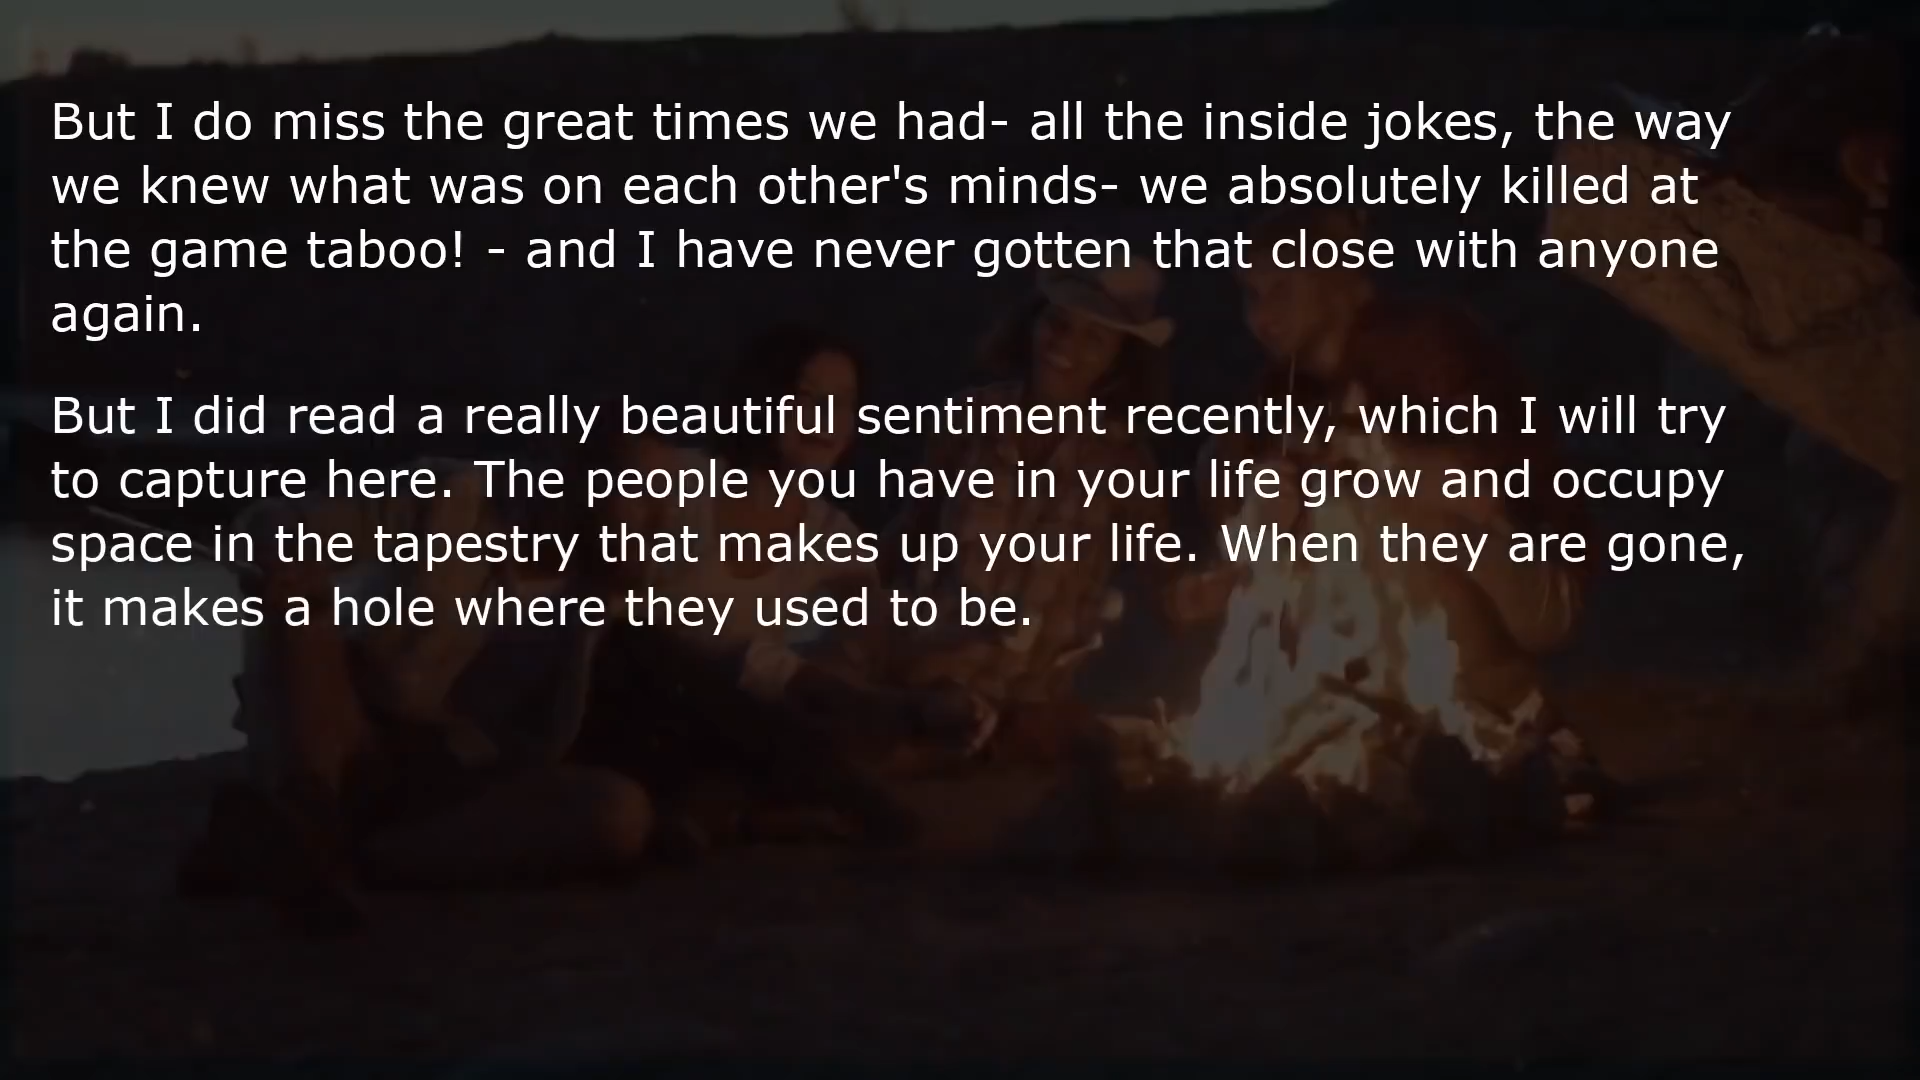 But I do miss the great times we had- all the inside jokes, the way
we knew what was on each other's minds- we absolutely killed at
the game taboo! - and I have never gotten that close with anyone
again.
But I did read a really beautiful sentiment recently, which I will try
to capture here. The people you have in your life grow and occupy
space in the tapestry that makes up your life. When they are gone,
it makes a hole where they used to be.